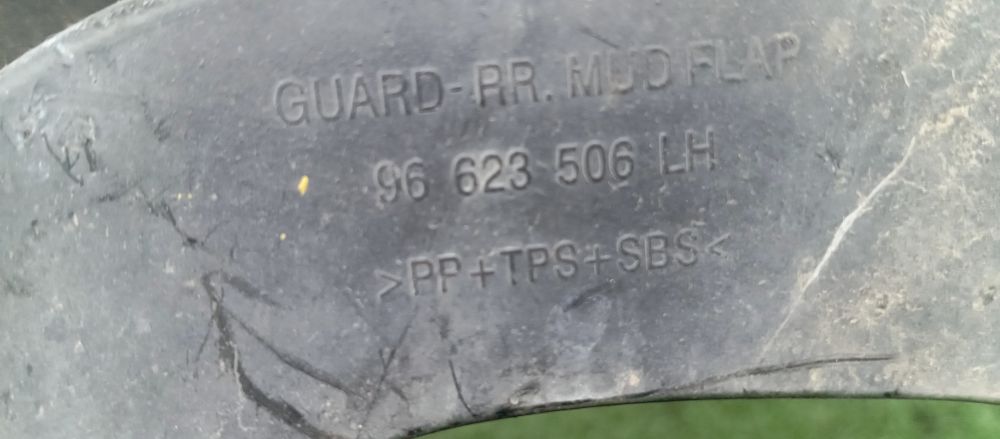 GUARD-RR. MUD FLAP
96 623 506 LH
>PP+TPS+SBS<